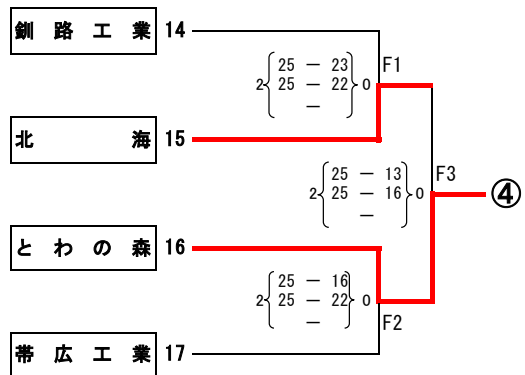 釧路工業 14
25 － 23
2 25 － 22 0
－
F1
北海 15
25 － 13
2 25 － 16 0
－
F3
④
とわの森 16
25 － 16
2 25 － 22 0
－
F2
帯広工業 17